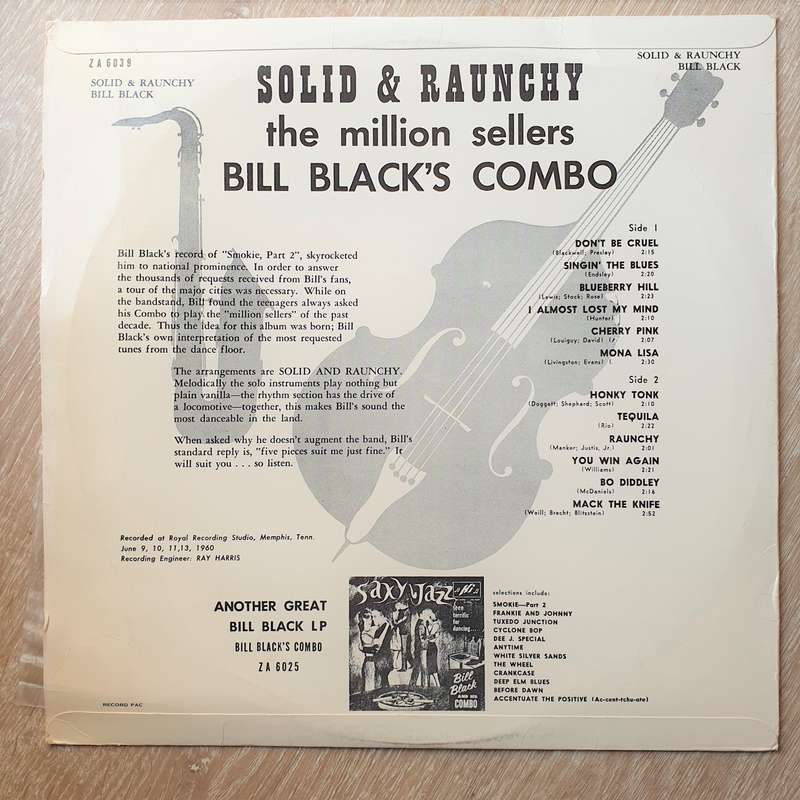 ZA 6039
SOLID & RAUNCHY
BILL BLACK
SOLID & RAUNCHY
BILL BLACK
SOLID & RAUNCHY
the million sellers
BILL BLACK'S COMBO
Bill Black's record of "Smokie, Part 2", skyrocketed
him to national prominence. In order to answer
the thousands of requests received from Bill's fans,
a tour of the major cities was necessary. While on
the bandstand, Bill found the teenagers always asked
his Combo to play the "million sellers" of the past
decade. Thus the idea for this album was born; Bill
Black's own interpretation of the most requested
tunes from the dance floor.
The arrangements are SOLID AND RAUNCHY.
Melodically the solo instruments play nothing but
plain vanilla—the rhythm section has the drive of
a locomotive—together, this makes Bill's sound the
most danceable in the land.
When asked why he doesn't augment the band, Bill's
standard reply is, "five pieces suit me just fine." It
will suit you . . . so listen.
Side 1
DON'T BE CRUEL
(Blackwell; Presley) 2:15
SINGIN' THE BLUES
(Endsley) 2:20
BLUEBERRY HILL
(Lewis; Stock; Rose) 2:23
I ALMOST LOST MY MIND
(Hunter) 2:10
CHERRY PINK
(Louiguy; David) 2:07
MONA LISA
(Livingston; Evans) 2:30
Side 2
HONKY TONK
(Doggett; Shephard; Scott) 2:10
TEQUILA
(Rio) 2:22
RAUNCHY
(Manker; Justis, Jr.) 2:01
YOU WIN AGAIN
(Williams) 2:21
BO DIDDLEY
(McDaniels) 2:16
MACK THE KNIFE
(Weill; Brecht; Blitzstein) 2:52
Recorded at Royal Recording Studio, Memphis, Tenn.
June 9, 10, 11,13, 1960
Recording Engineer: RAY HARRIS
ANOTHER GREAT
BILL BLACK LP
BILL BLACK'S COMBO
ZA 6025
Saxy Jazz
Hi
been
terrific
for
dancing...
Bill
Black
AND HIS
COMBO
selections include:
SMOKIE—Part 2
FRANKIE AND JOHNNY
TUXEDO JUNCTION
CYCLONE BOP
DEE J. SPECIAL
ANYTIME
WHITE SILVER SANDS
THE WHEEL
CRANKCASE
DEEP ELM BLUES
BEFORE DAWN
ACCENTUATE THE POSITIVE (Ac-cent-tchu-ate)
RECORD PAC